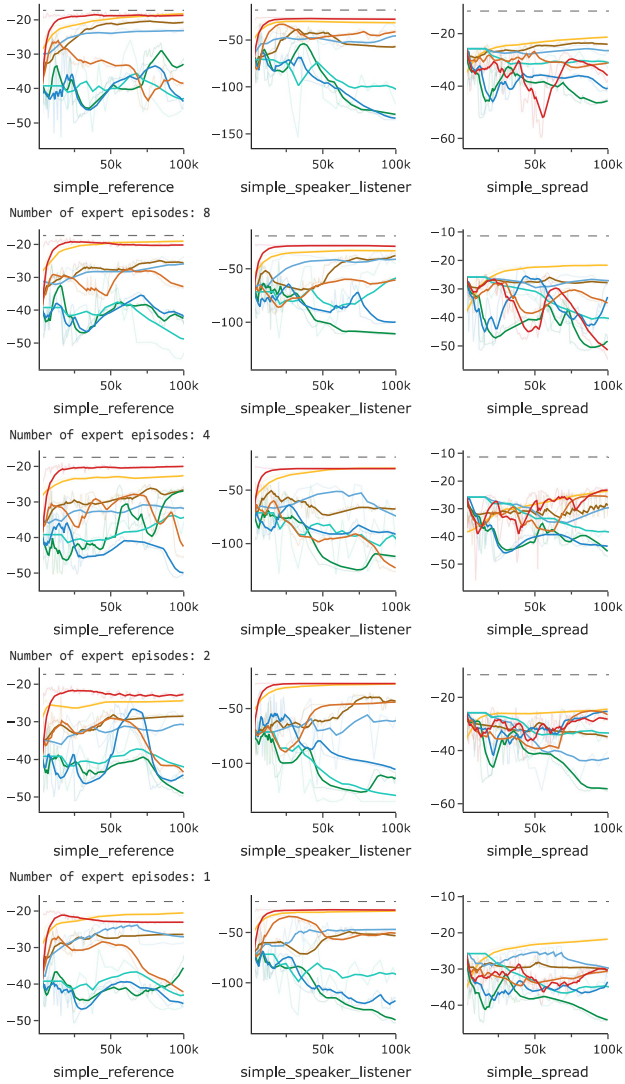 −20 −50 −20
−30
−40 −100 −40
−50 −150 −60
50k 100k 50k 100k 50k 100k
simple_reference simple_speaker_listener simple_spread
Number of expert episodes: 8
−20 −10
−30 −50 −20
−40 −30
−50 −100 −40
−50
50k 100k 50k 100k 50k 100k
simple_reference simple_speaker_listener simple_spread
Number of expert episodes: 4
−20 −10
−30 −50 −20
−40 −30
−50 −100 −40
−50
50k 100k 50k 100k 50k 100k
simple_reference simple_speaker_listener simple_spread
Number of expert episodes: 2
−20 −50 −20
−30
−40 −100 −40
−50 −60
50k 100k 50k 100k 50k 100k
simple_reference simple_speaker_listener simple_spread
Number of expert episodes: 1
−20 −10
−30 −50 −20
−40 −100 −30
−50 −40
50k 100k 50k 100k 50k 100k
simple_reference simple_speaker_listener simple_spread